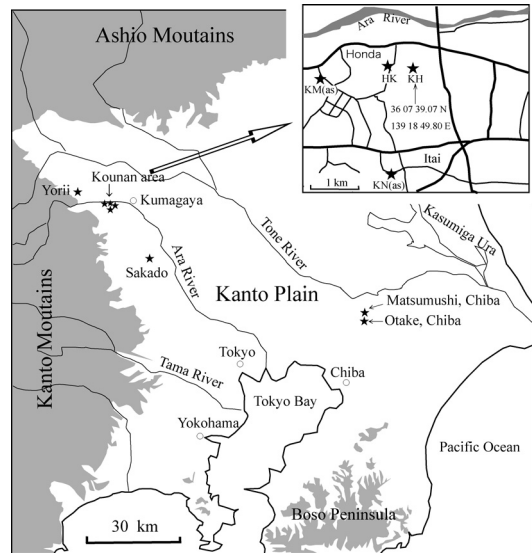 Ashio Moutains
Ara River
Honda
KM(as)
HK
KH
36 07 39.07 N
139 18 49.80 E
Itai
1 km
KN(as)
Kounan area
Yorii
Kumagaya
Tone River
Kasumiga Ura
Ara River
Sakado
Kanto Plain
Kanto Moutains
Matsumushi, Chiba
Otake, Chiba
Tokyo
Chiba
Tama River
Tokyo Bay
Yokohama
Pacific Ocean
Boso Peninsula
30 km